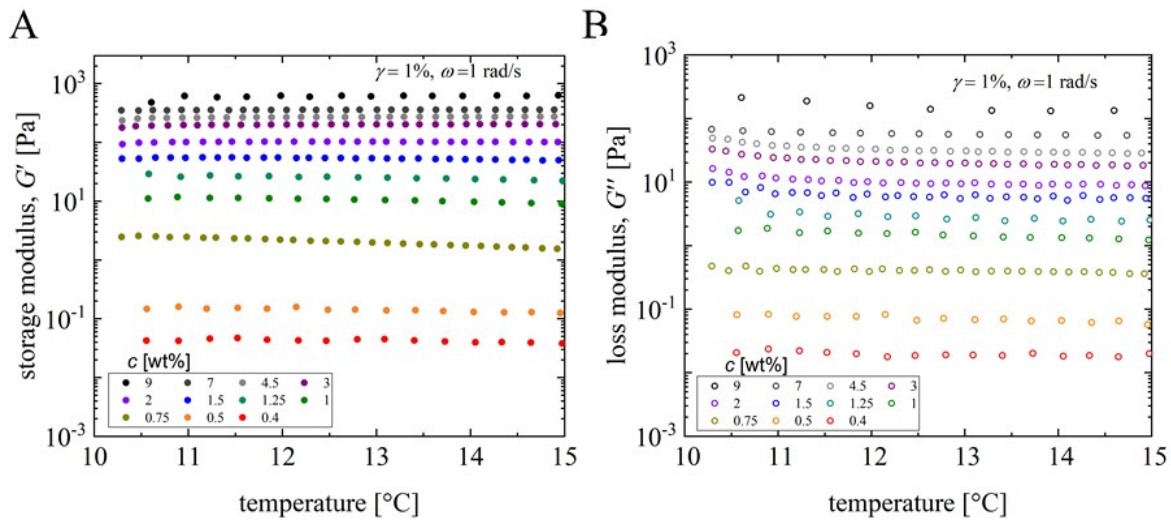 A
γ = 1%, ω=1 rad/s
storage modulus, G′ [Pa]
10³
10¹
10⁻¹
10⁻³
c [wt%]
9 7 4.5 3
2 1.5 1.25 1
0.75 0.5 0.4
10 11 12 13 14 15
temperature [°C]
B
γ = 1%, ω=1 rad/s
loss modulus, G″ [Pa]
10³
10¹
10⁻¹
10⁻³
c [wt%]
9 7 4.5 3
2 1.5 1.25 1
0.75 0.5 0.4
10 11 12 13 14 15
temperature [°C]